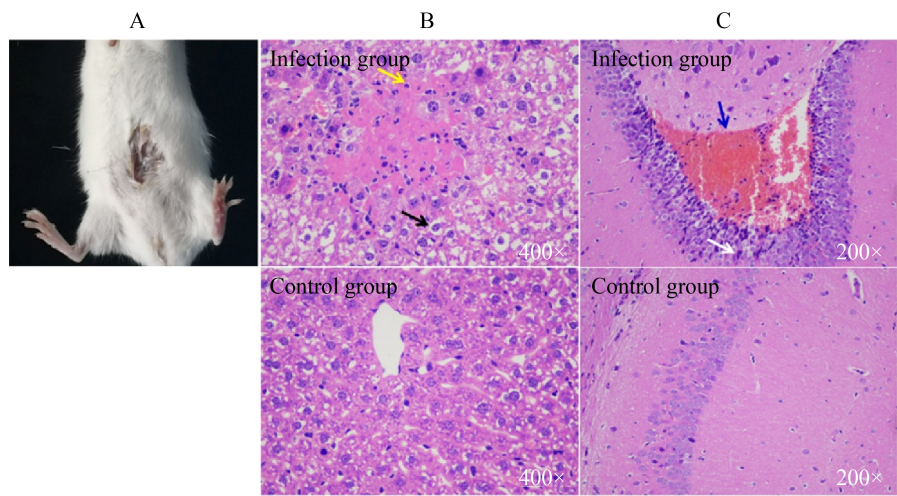 A B C
Infection group Infection group
400× 200×
Control group Control group
400× 200×